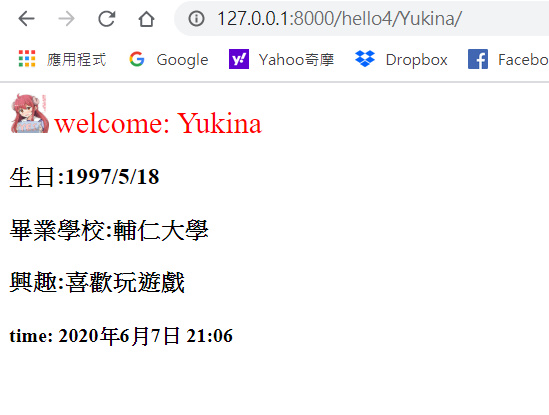 127.0.0.1:8000/hello4/Yukina/
應用程式 Google Yahoo奇摩 Dropbox Facebo
welcome: Yukina
生日:1997/5/18
畢業學校:輔仁大學
興趣:喜歡玩遊戲
time: 2020年6月7日 21:06